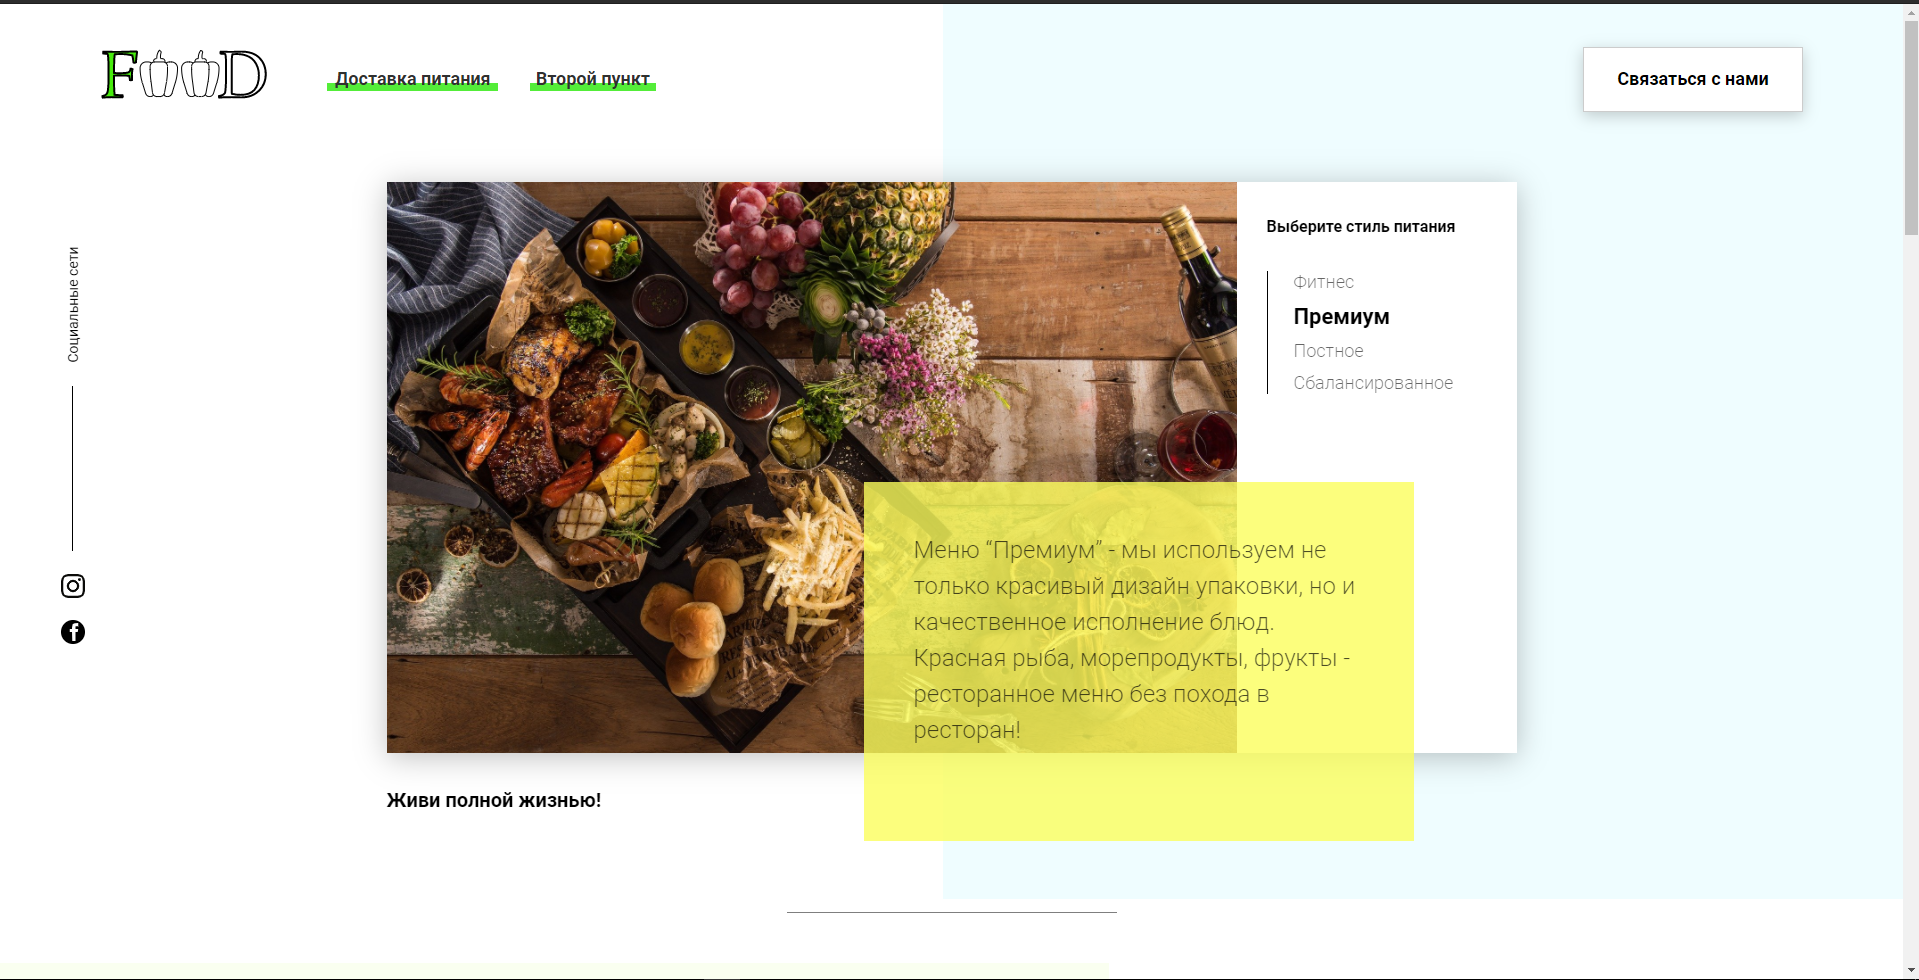 FOOD
Доставка питания
Второй пункт
Связаться с нами
Социальные сети
Выберите стиль питания
Фитнес
Премиум
Постное
Сбалансированное
Меню “Премиум” - мы используем не
только красивый дизайн упаковки, но и
качественное исполнение блюд.
Красная рыба, морепродукты, фрукты -
ресторанное меню без похода в
ресторан!
Живи полной жизнью!